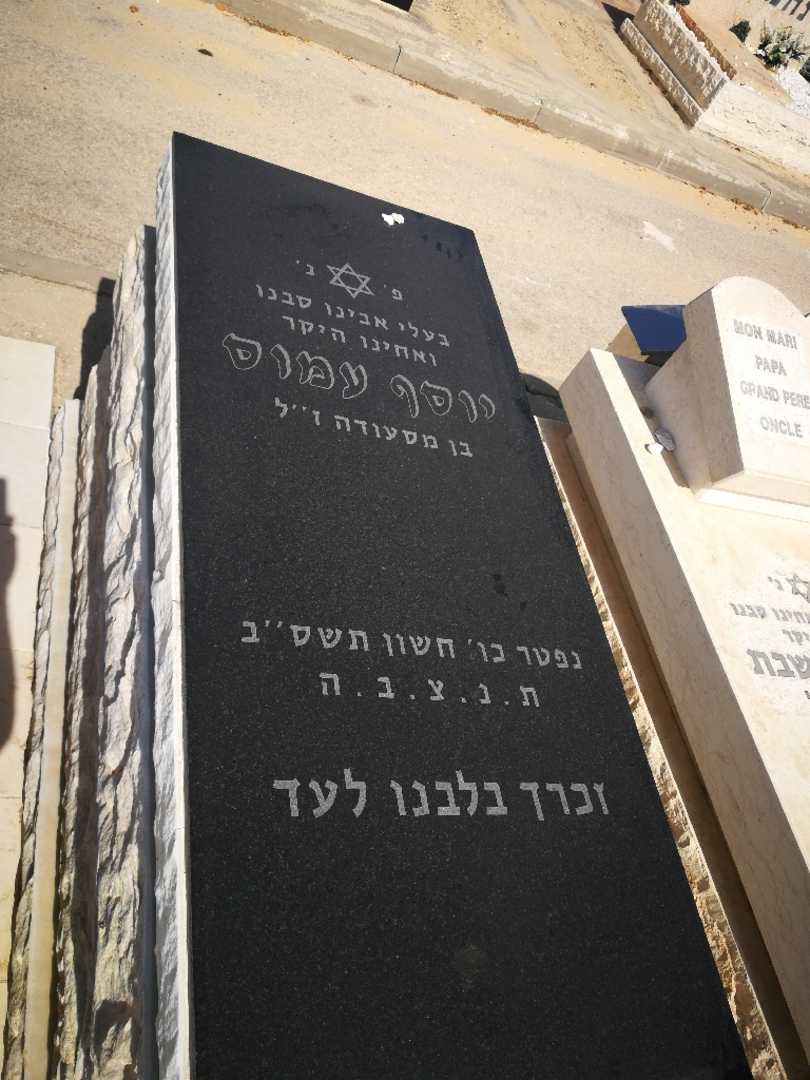 פ' נ'
בעלי אבינו סבנו
ואחינו היקר
יוסף עמוס
בן מסעודה ז''ל
נפטר בו' חשון תשס''ב
ת.נ.צ.ב.ה
זכרך בלבנו לעד
MON MARI
PAPA
GRAND PERE
ONCLE
נ'
סבנו